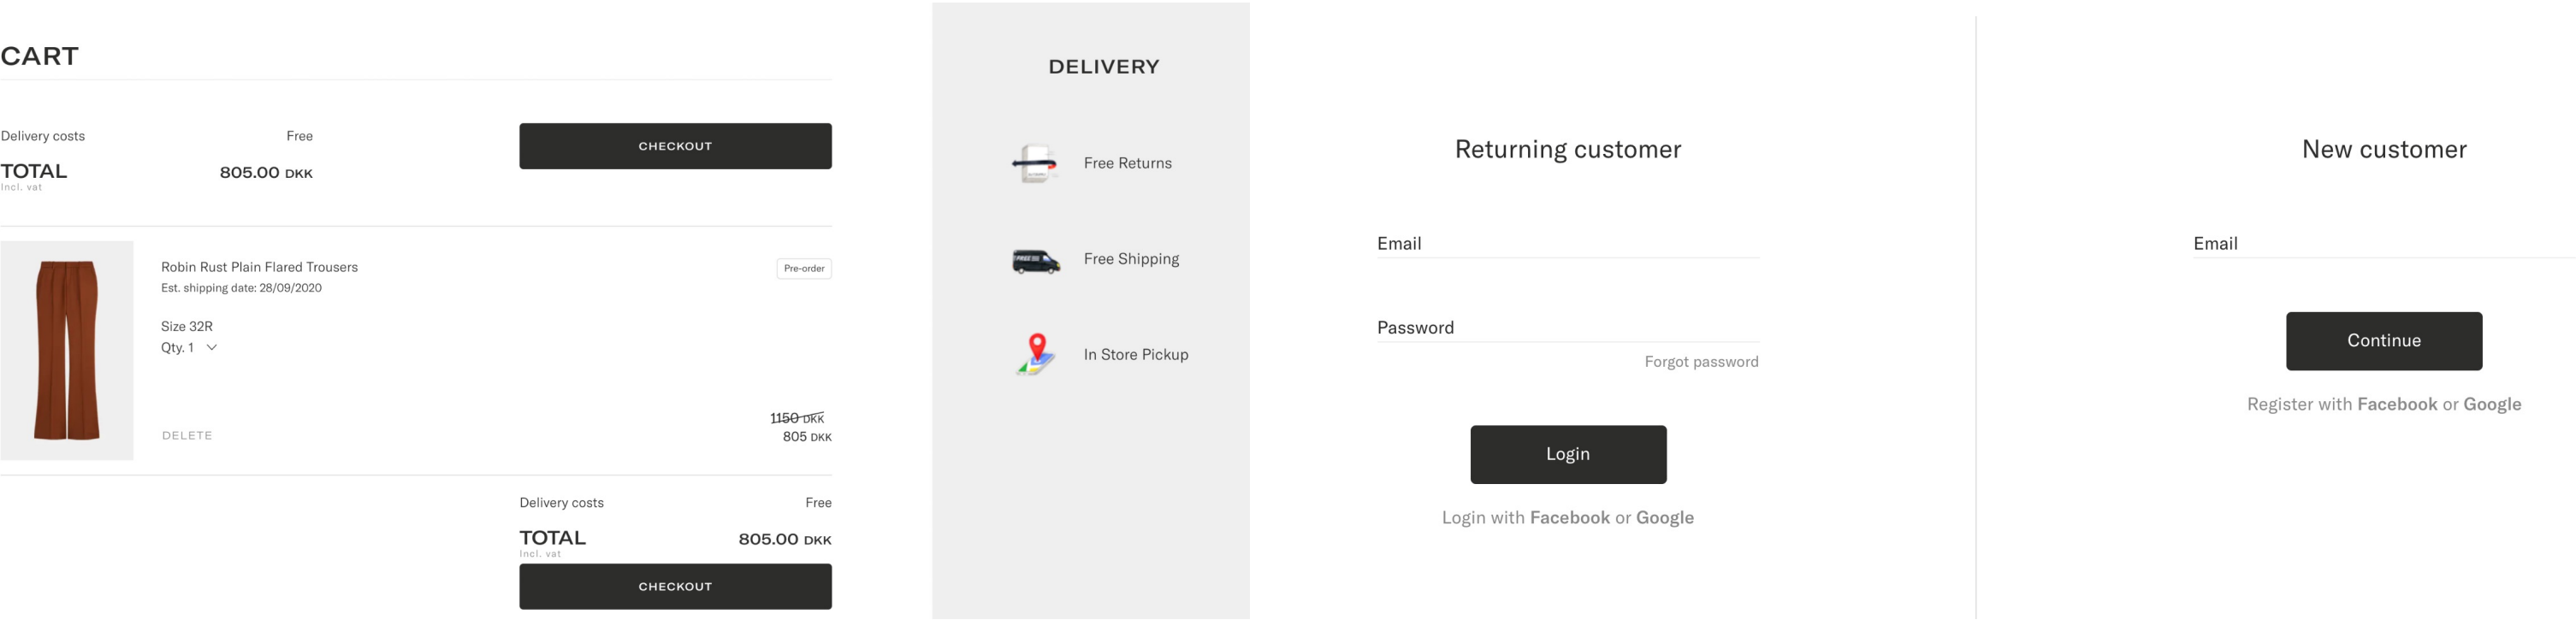 CART
Delivery costs Free
TOTAL 805.00 DKK
Incl. vat
CHECKOUT
Robin Rust Plain Flared Trousers
Est. shipping date: 28/09/2020
Pre-order
Size 32R
Qty. 1
DELETE
1150 DKK
805 DKK
Delivery costs Free
TOTAL 805.00 DKK
Incl. vat
CHECKOUT
DELIVERY
Free Returns
FREE
Free Shipping
In Store Pickup
Returning customer
Email
Password
Forgot password
Login
Login with Facebook or Google
New customer
Email
Continue
Register with Facebook or Google